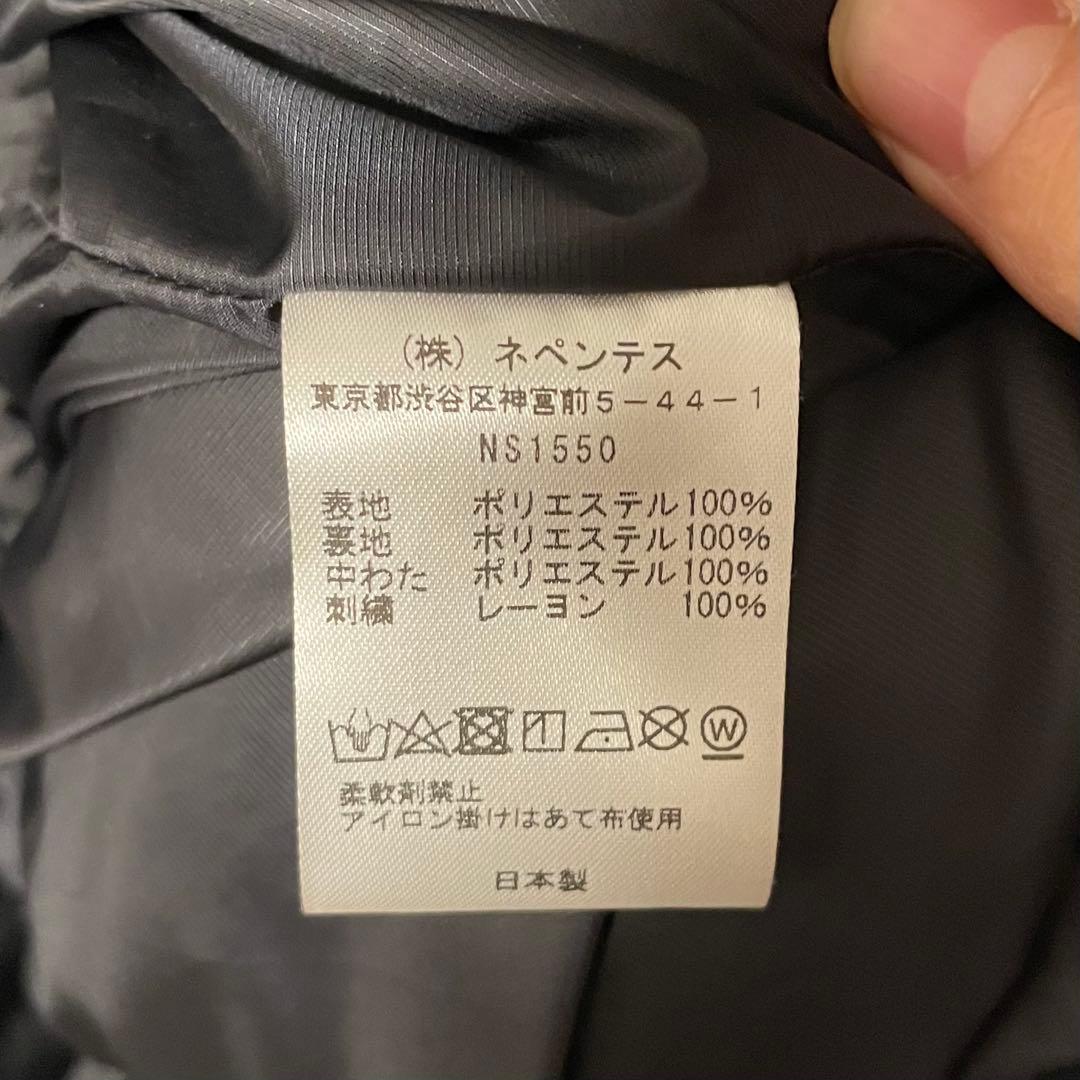 (株) ネペンテス
東京都渋谷区神宮前5-44-1
NS1550
表地 ポリエステル100%
裏地 ポリエステル100%
中わた ポリエステル100%
刺繍 レーヨン 100%
W
柔軟剤禁止
アイロン掛けはあて布使用
日本製